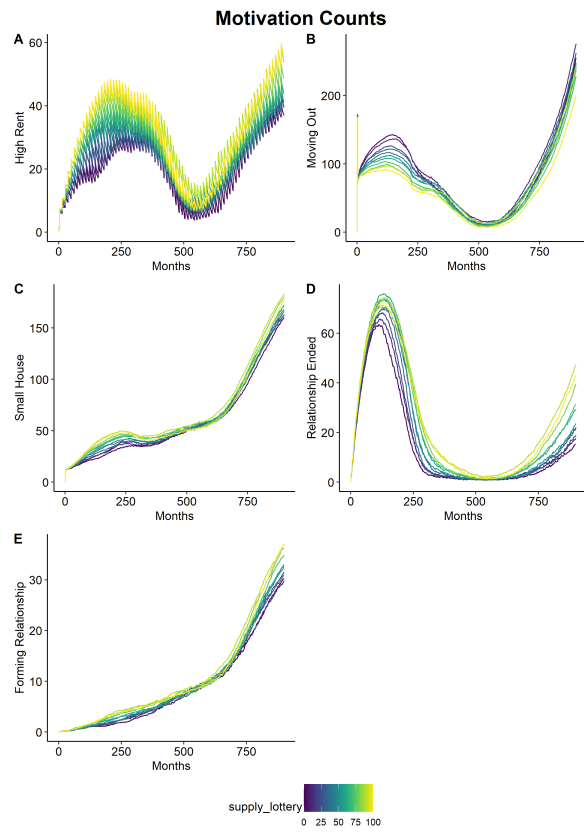 Motivation Counts
A
High Rent
60
40
20
0
0 250 500 750
Months
B
Moving Out
200
100
0
0 250 500 750
Months
C
Small House
150
100
50
0
0 250 500 750
Months
D
Relationship Ended
60
40
20
0
0 250 500 750
Months
E
Forming Relationship
30
20
10
0
0 250 500 750
Months
supply_lottery
0 25 50 75 100